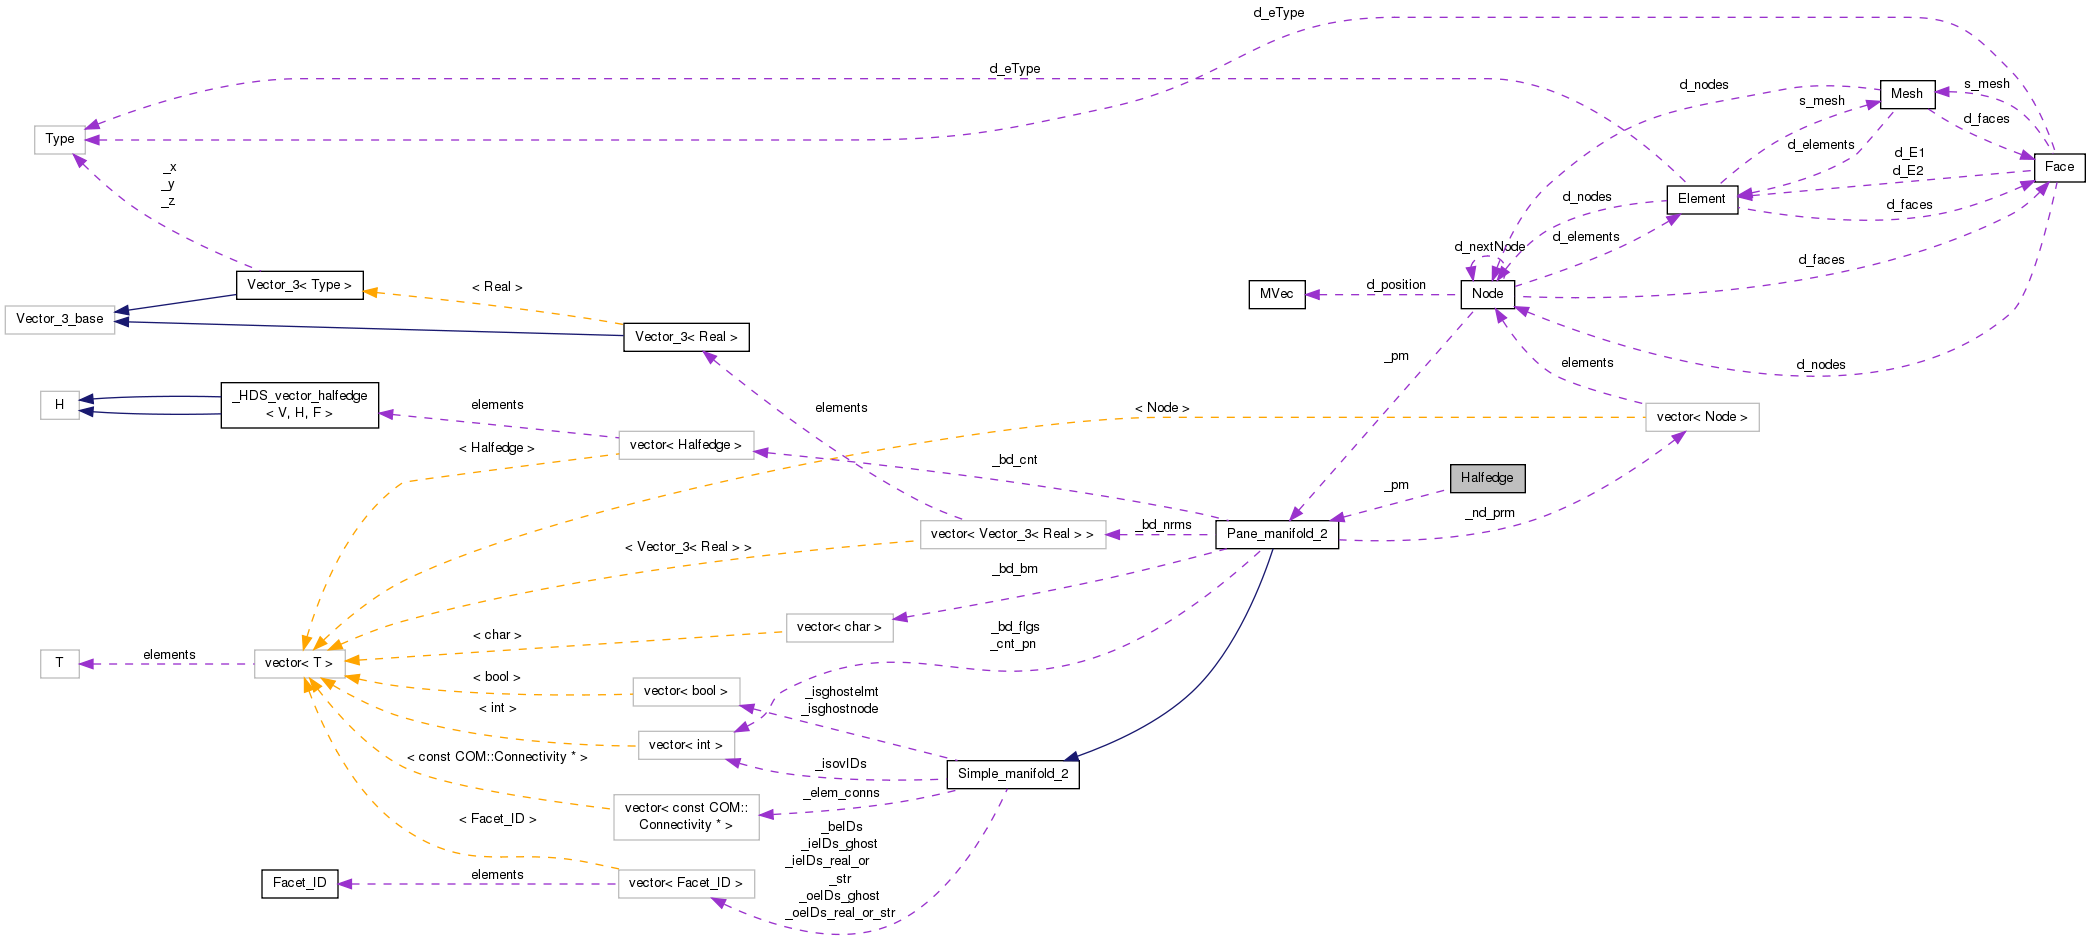 d_eType
d_eType
d_nodes
Mesh
s_mesh
s_mesh
d_faces
Type
d_elements
d_E1
d_E2
Face
_x
_y
_z
d_nodes
Element
d_faces
d_elements
d_nextNode
d_faces
Vector_3< Type >
< Real >
MVec
d_position
Node
Vector_3_base
Vector_3< Real >
_pm
elements
d_nodes
H
_HDS_vector_halfedge
< V, H, F >
elements
elements
< Node >
vector< Node >
< Halfedge >
vector< Halfedge >
_bd_cnt
_pm
Halfedge
_nd_prm
< Vector_3< Real > >
vector< Vector_3< Real > >
_bd_nrms
Pane_manifold_2
_bd_bm
< char >
vector< char >
_bd_flgs
_cnt_pn
T
elements
vector< T >
< bool >
vector< bool >
_isghostelmt
_isghostnode
< int >
vector< int >
_isovIDs
Simple_manifold_2
< const COM::Connectivity * >
vector< const COM::
Connectivity * >
_elem_conns
< Facet_ID >
_beIDs
_ieIDs_ghost
_ieIDs_real_or
_str
_oeIDs_ghost
_oeIDs_real_or_str
Facet_ID
elements
vector< Facet_ID >